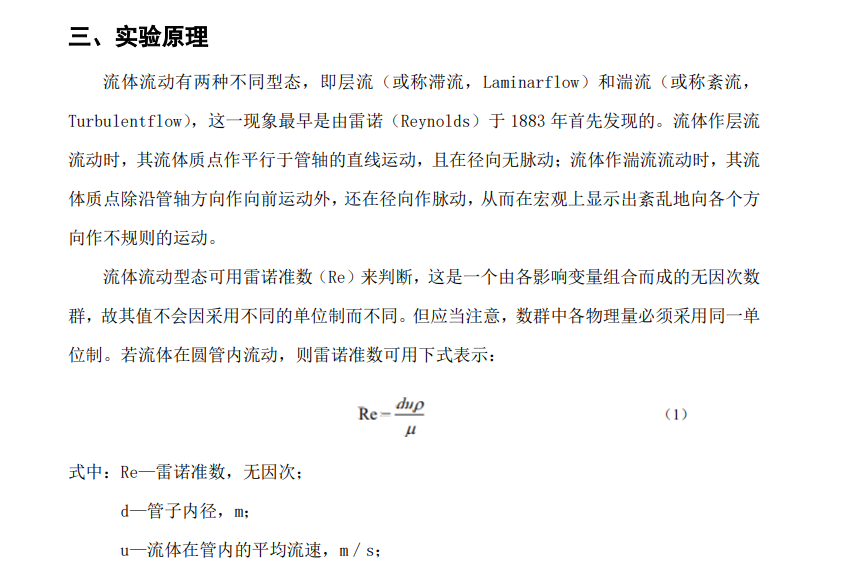 三、实验原理
流体流动有两种不同型态，即层流（或称滞流，Laminarflow）和湍流（或称紊流，
Turbulentflow），这一现象最早是由雷诺（Reynolds）于 1883 年首先发现的。流体作层流
流动时，其流体质点作平行于管轴的直线运动，且在径向无脉动；流体作湍流流动时，其流
体质点除沿管轴方向作向前运动外，还在径向作脉动，从而在宏观上显示出紊乱地向各个方
向作不规则的运动。
流体流动型态可用雷诺准数（Re）来判断，这是一个由各影响变量组合而成的无因次数
群，故其值不会因采用不同的单位制而不同。但应当注意，数群中各物理量必须采用同一单
位制。若流体在圆管内流动，则雷诺准数可用下式表示：
Re = duρ/μ （1）
式中：Re—雷诺准数，无因次；
d—管子内径，m；
u—流体在管内的平均流速，m／s；